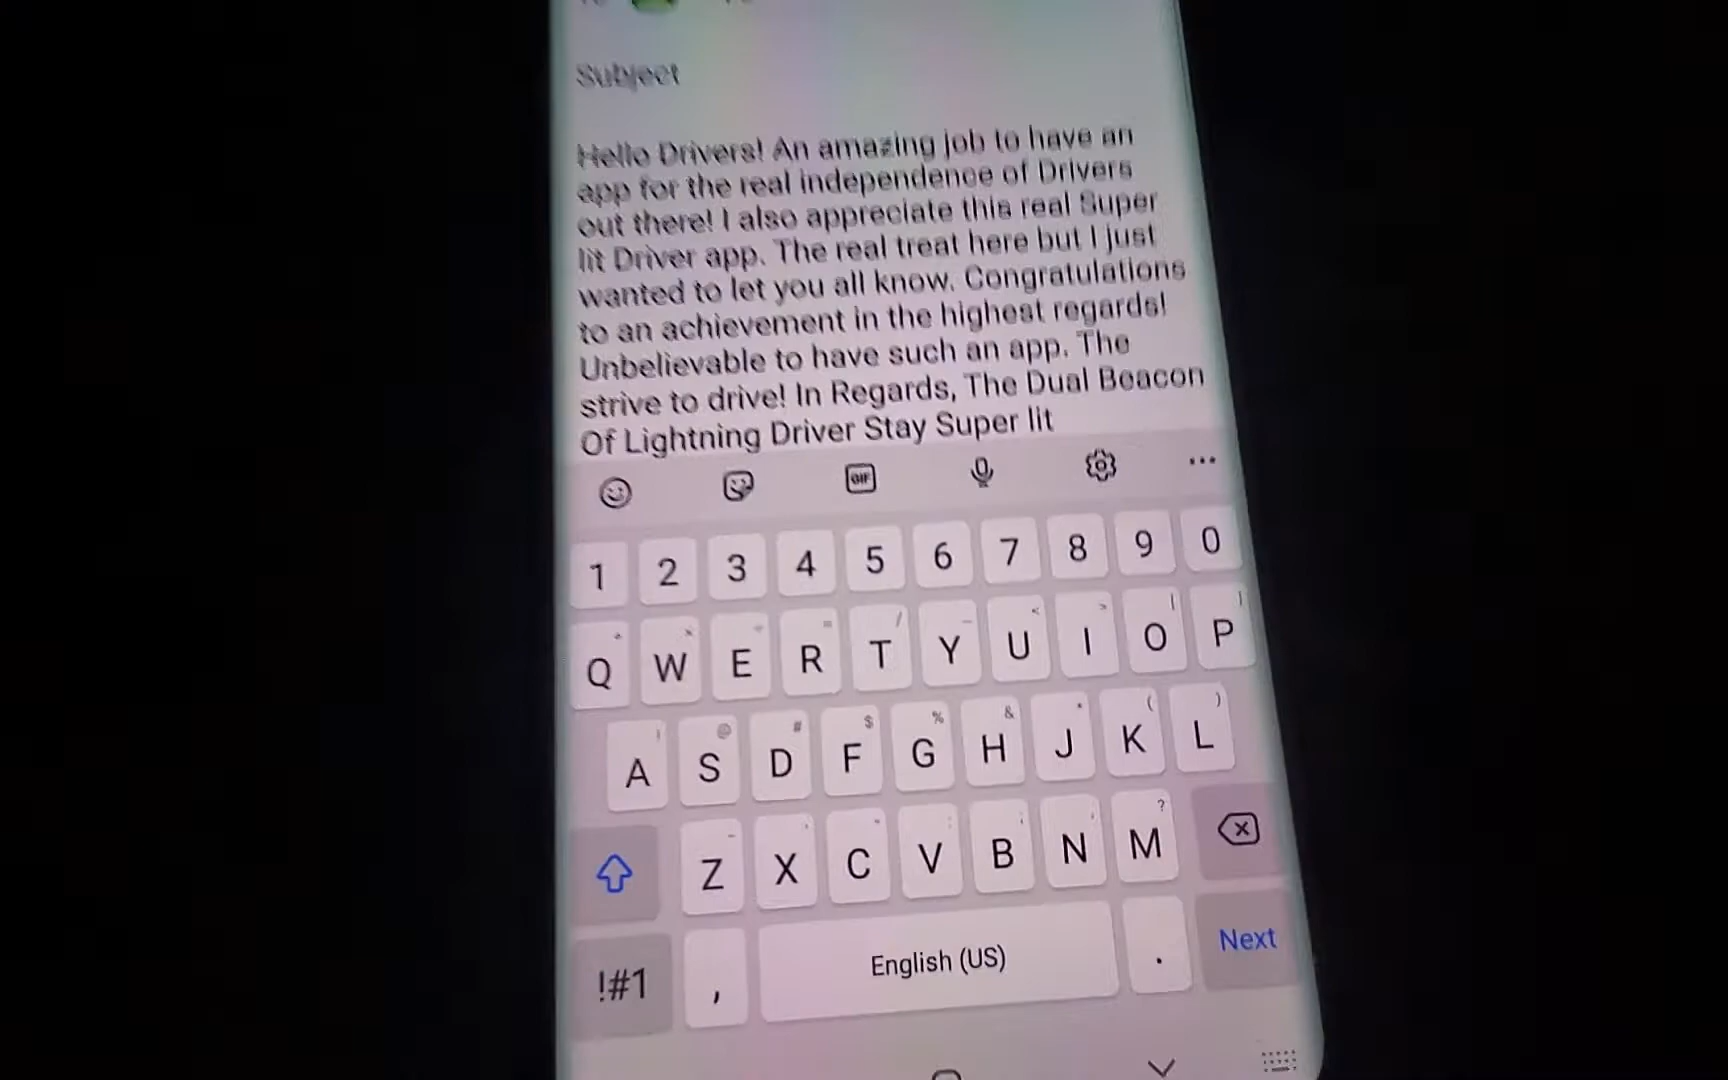 Subject
Hello Drivers! An amazing job to have an
app for the real independence of Drivers
out there! I also appreciate this real Super
lit Driver app. The real treat here but I just
wanted to let you all know. Congratulations
to an achievement in the highest regards!
Unbelievable to have such an app. The
strive to drive! In Regards, The Dual Beacon
Of Lightning Driver Stay Super lit
GIF
1 2 3 4 5 6 7 8 9 0
Q W E R T Y U I O P
@ # $ % & ( )
A S D F G H J K L
?
Z X C V B N M
!#1 , English (US) . Next